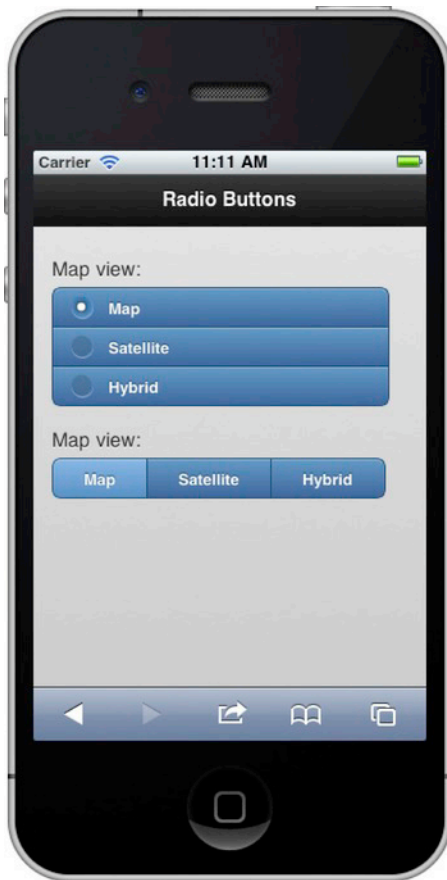 Carrier 11:11 AM
Radio Buttons
Map view:
Map
Satellite
Hybrid
Map view:
Map Satellite Hybrid